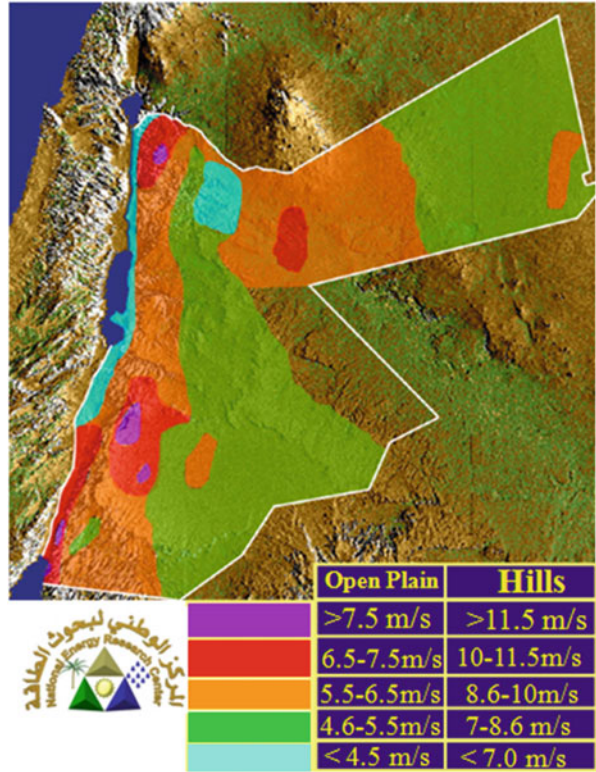 Open Plain Hills
>7.5 m/s >11.5 m/s
6.5-7.5m/s 10-11.5m/s
5.5-6.5m/s 8.6-10m/s
4.6-5.5m/s 7-8.6 m/s
<4.5 m/s <7.0 m/s
المركز الوطني لبحوث الطاقة
National Energy Research Center